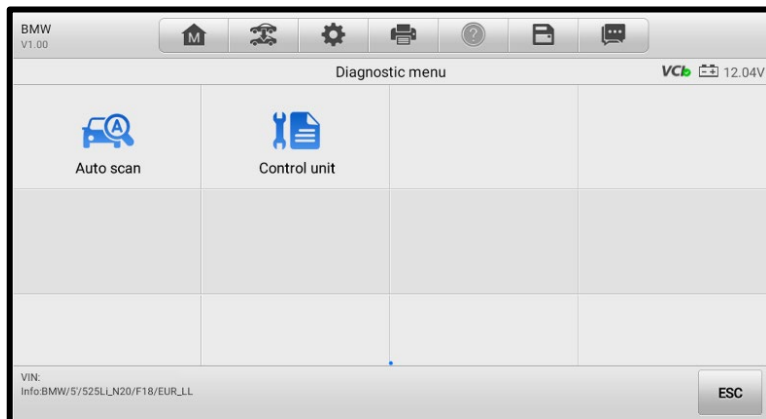 BMW
V1.00
M
?
Diagnostic menu
VCI
12.04V
A
Auto scan
Control unit
VIN:
Info:BMW/5'/525Li_N20/F18/EUR_LL
ESC